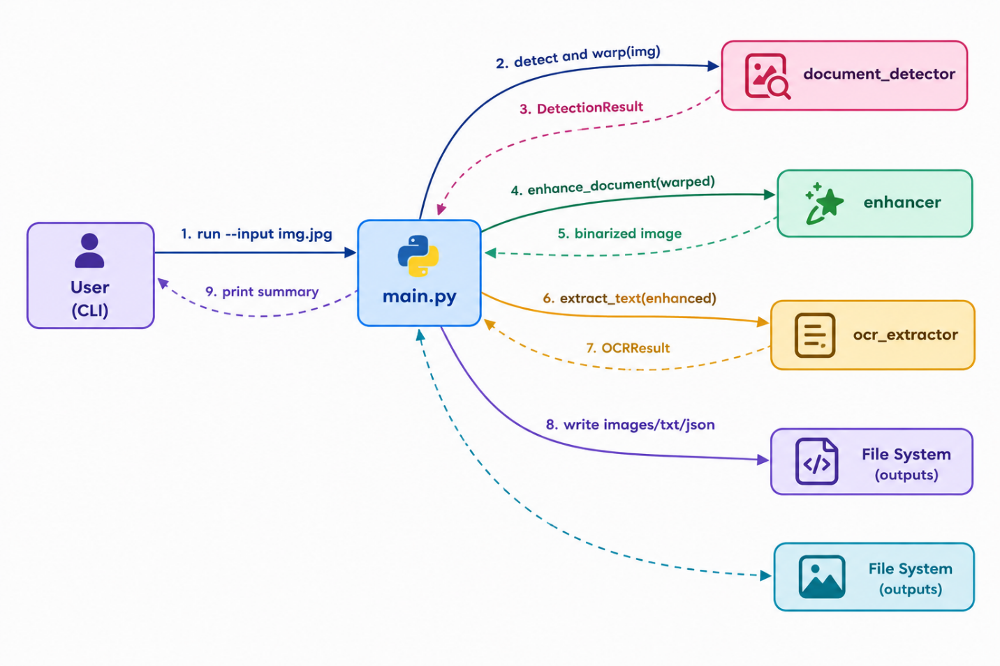 2. detect and warp(img)
document_detector
3. DetectionResult
4. enhance_document(warped)
enhancer
5. binarized image
1. run --input img.jpg
User
(CLI)
9. print summary
main.py
6. extract_text(enhanced)
ocr_extractor
7. OCRResult
8. write images/txt/json
File System
(outputs)
</>
File System
(outputs)